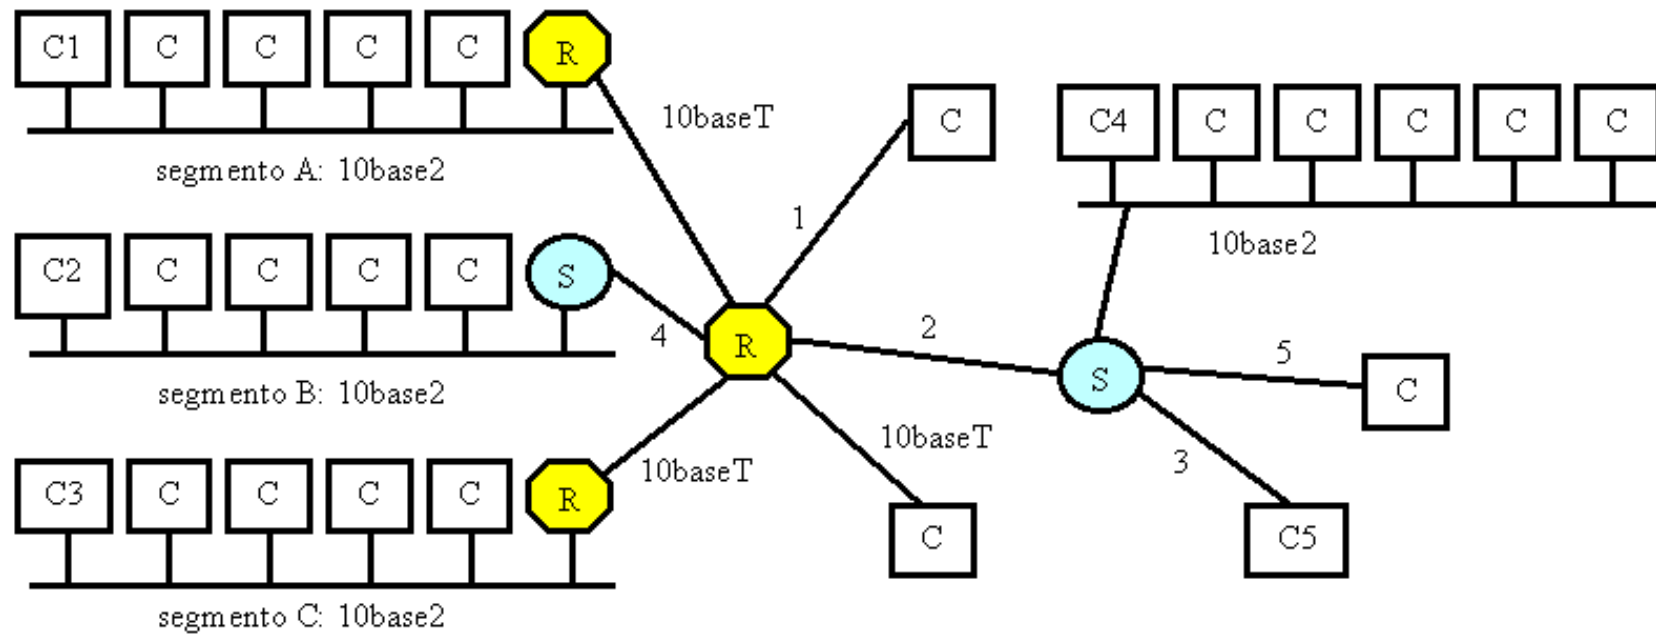 C1 C C C C R
10baseT
segmento A: 10base2
C
C4 C C C C C
1
10base2
C2 C C C C S
4
R
2
S
5
C
segmento B: 10base2
10baseT
10baseT
3
C3 C C C C R
C
C5
segmento C: 10base2